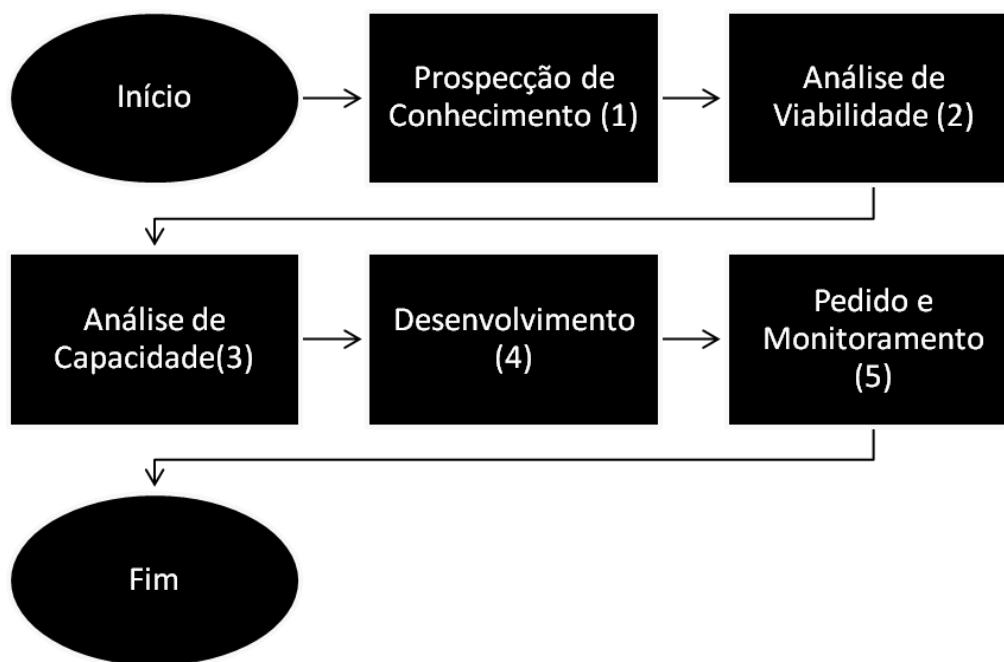 Início
Prospecção de
Conhecimento (1)
Análise de
Viabilidade (2)
Análise de
Capacidade(3)
Desenvolvimento
(4)
Pedido e
Monitoramento
(5)
Fim